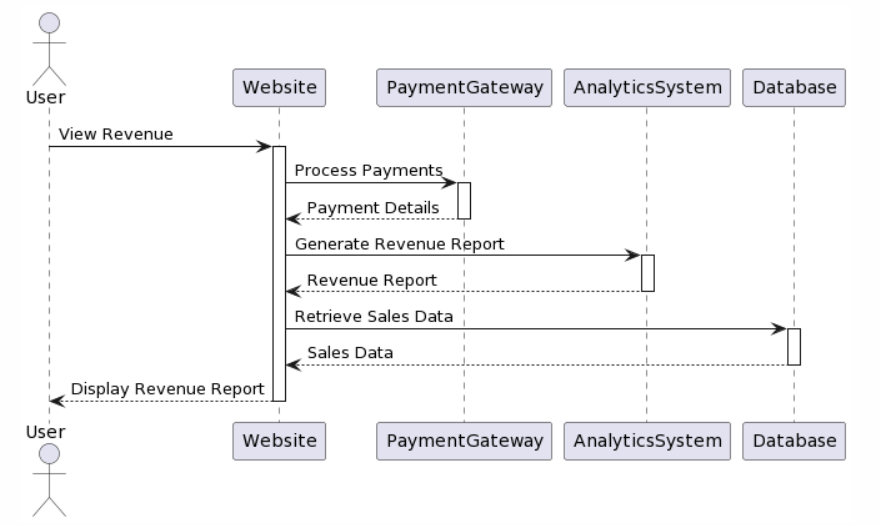 User
Website
PaymentGateway
AnalyticsSystem
Database
View Revenue
Process Payments
Payment Details
Generate Revenue Report
Revenue Report
Retrieve Sales Data
Sales Data
Display Revenue Report
User
Website
PaymentGateway
AnalyticsSystem
Database